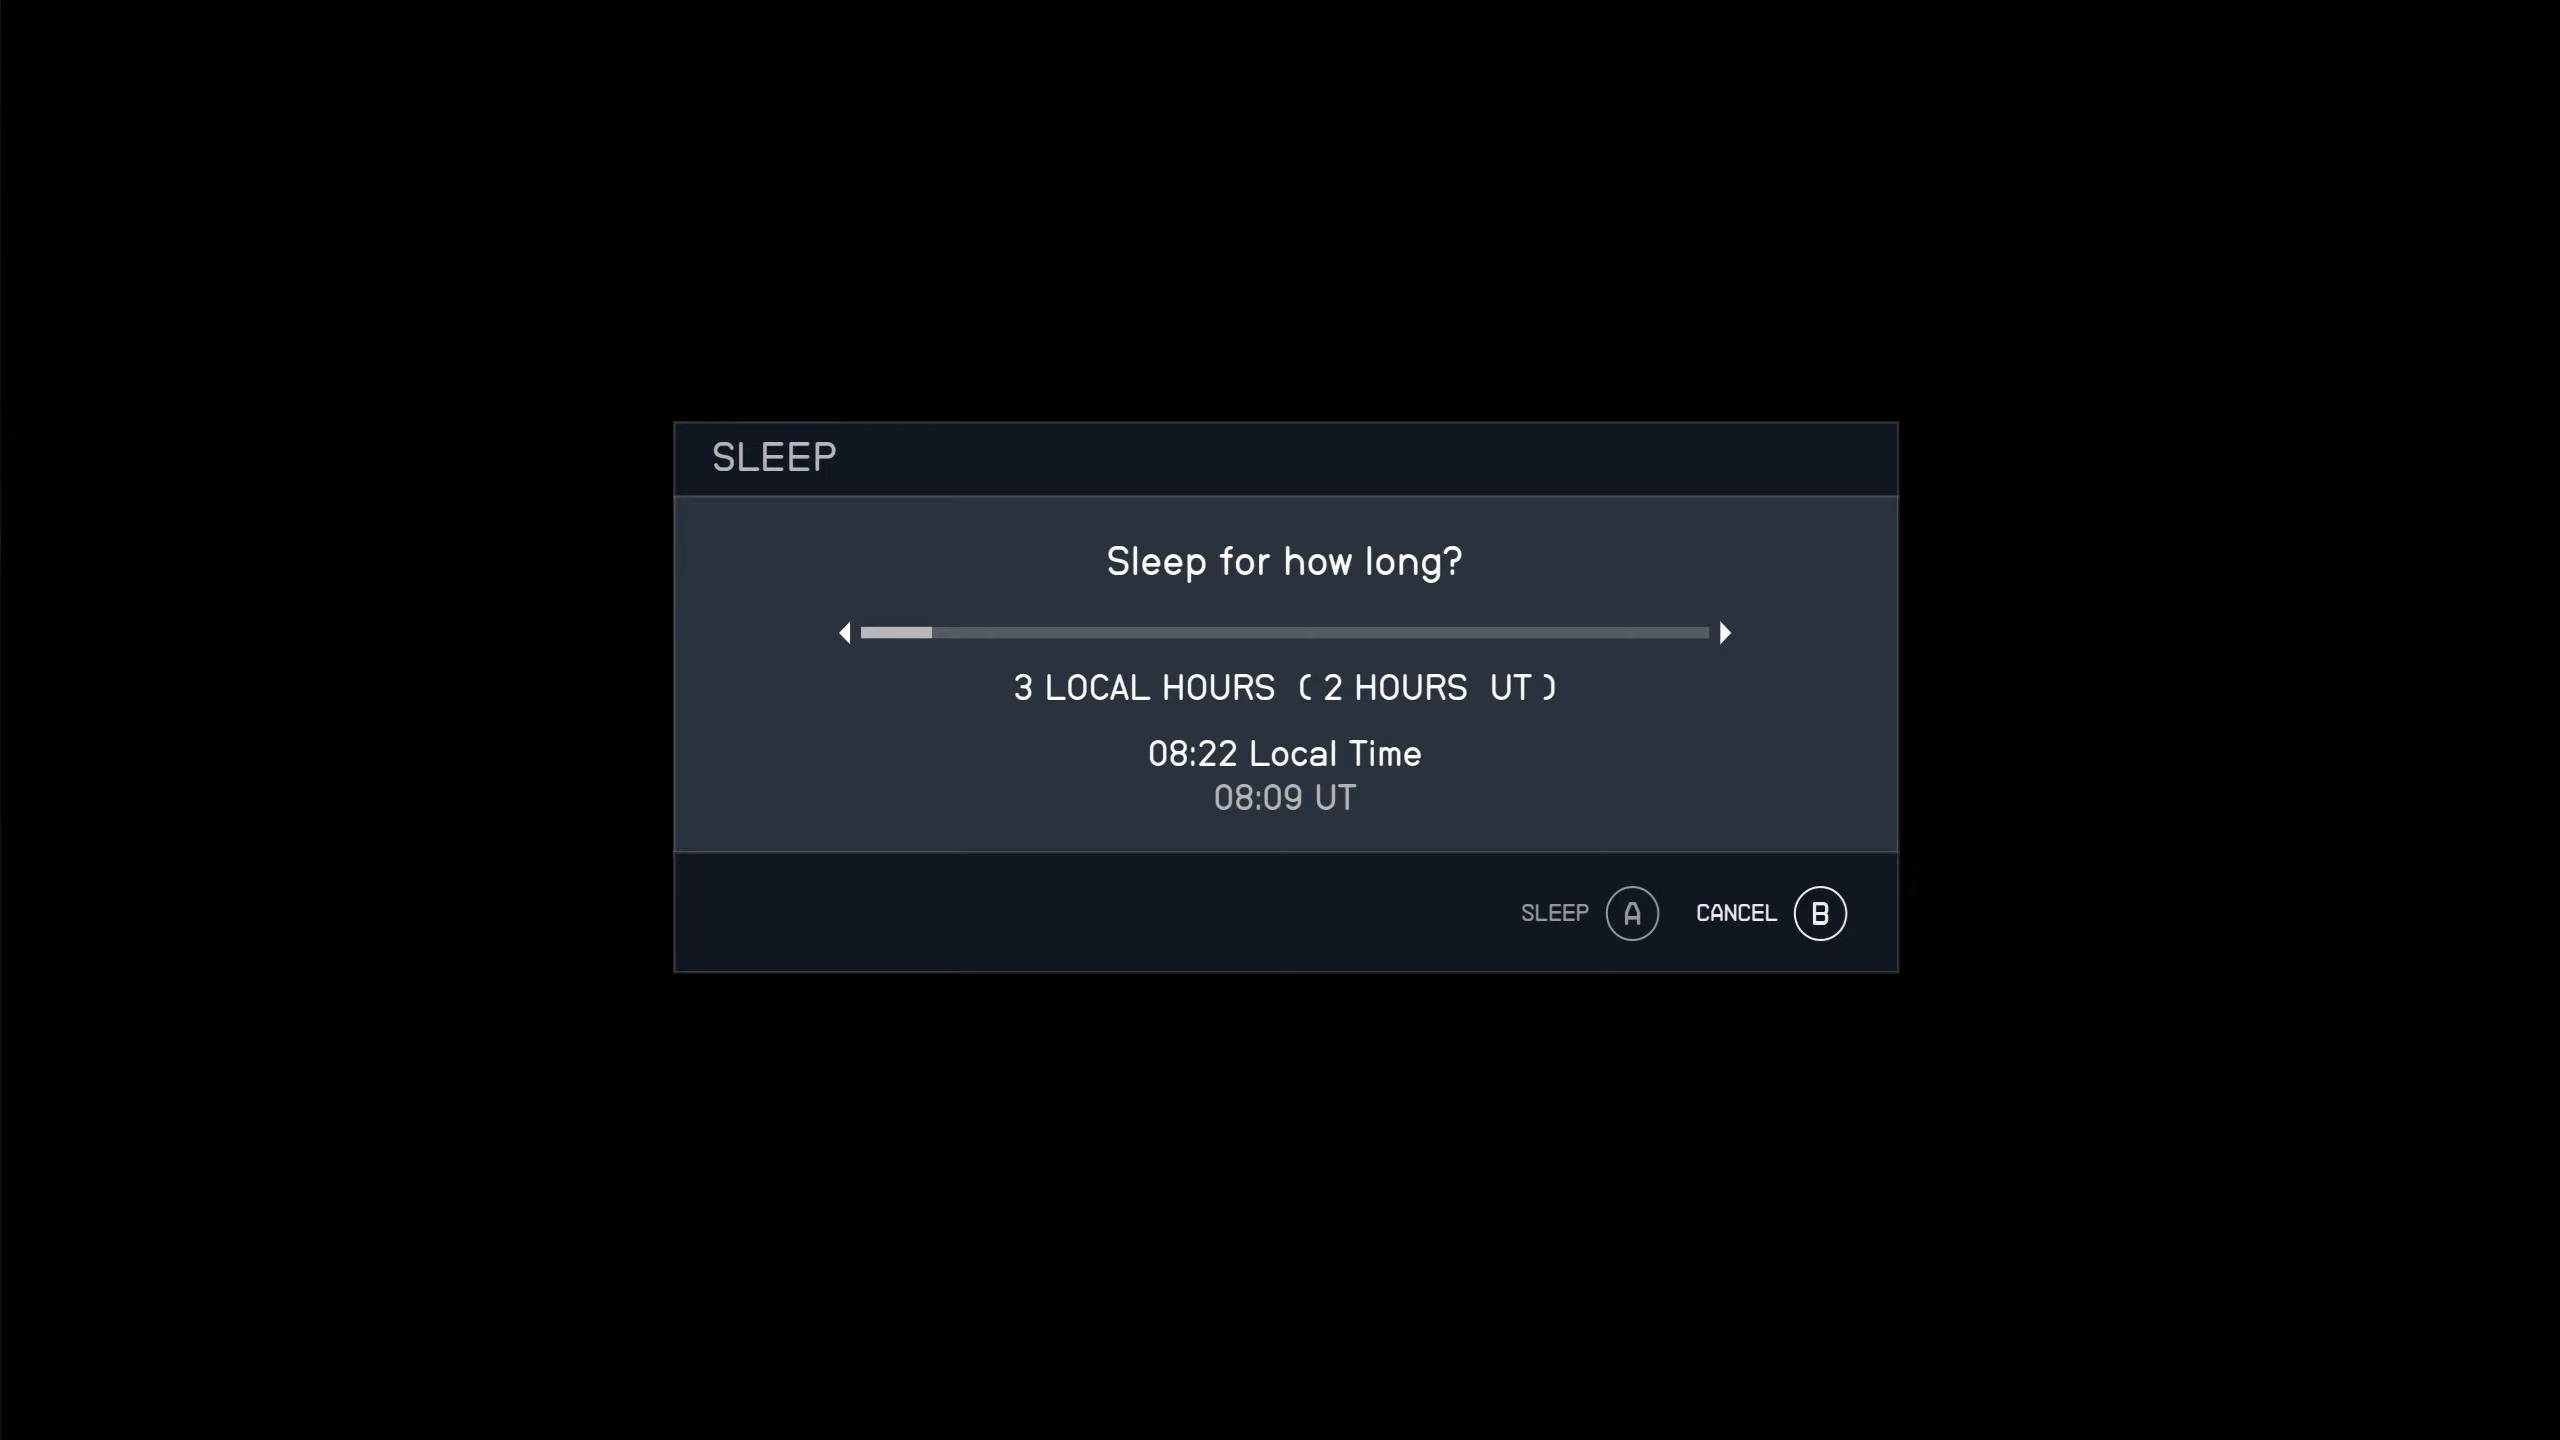 SLEEP
Sleep for how long?
3 LOCAL HOURS ( 2 HOURS UT )
08:22 Local Time
08:09 UT
SLEEP A CANCEL B